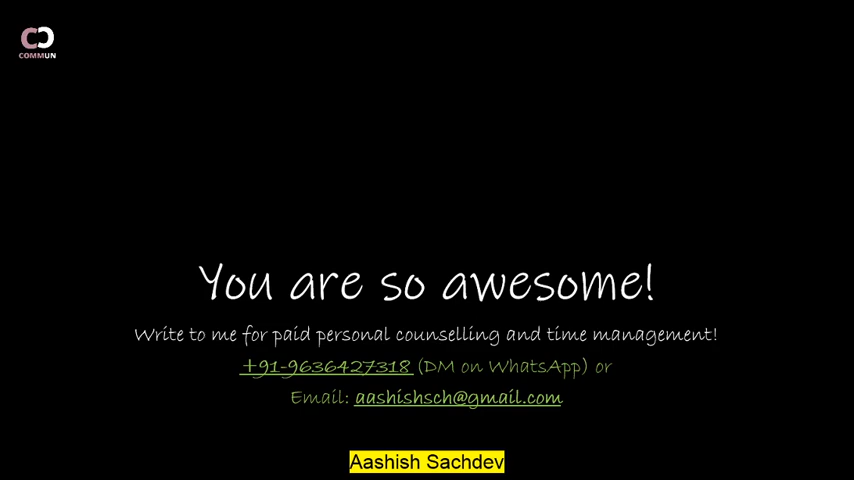 COMMUN
You are so awesome!
Write to me for paid personal counselling and time management!
+91-9636427318 (DM on WhatsApp) or
Email: aashishsch@gmail.com
Aashish Sachdev